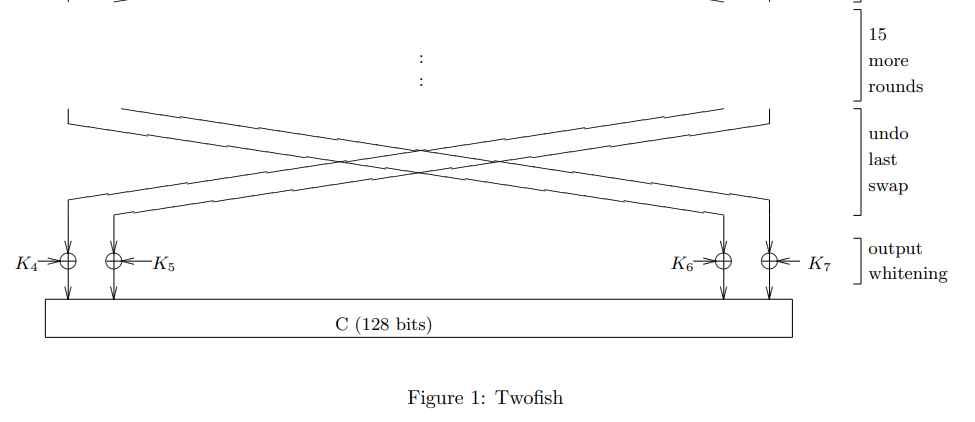 :
:
15
more
rounds
undo
last
swap
K4
K5
K6
K7
output
whitening
C (128 bits)
Figure 1: Twofish